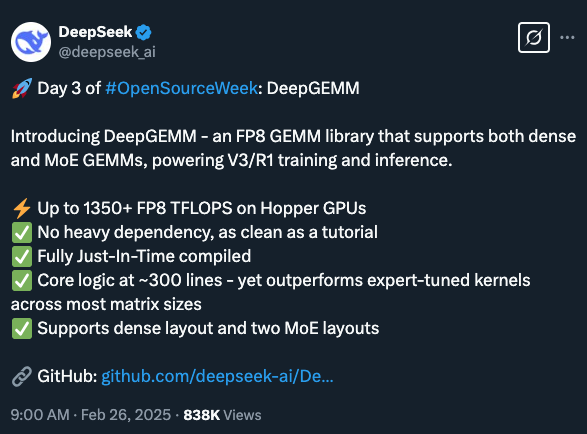 DeepSeek
@deepseek_ai
🚀 Day 3 of #OpenSourceWeek: DeepGEMM
Introducing DeepGEMM - an FP8 GEMM library that supports both dense
and MoE GEMMs, powering V3/R1 training and inference.
⚡ Up to 1350+ FP8 TFLOPS on Hopper GPUs
✅ No heavy dependency, as clean as a tutorial
✅ Fully Just-In-Time compiled
✅ Core logic at ~300 lines - yet outperforms expert-tuned kernels
across most matrix sizes
✅ Supports dense layout and two MoE layouts
🔗 GitHub: github.com/deepseek-ai/De...
9:00 AM · Feb 26, 2025 · 838K Views